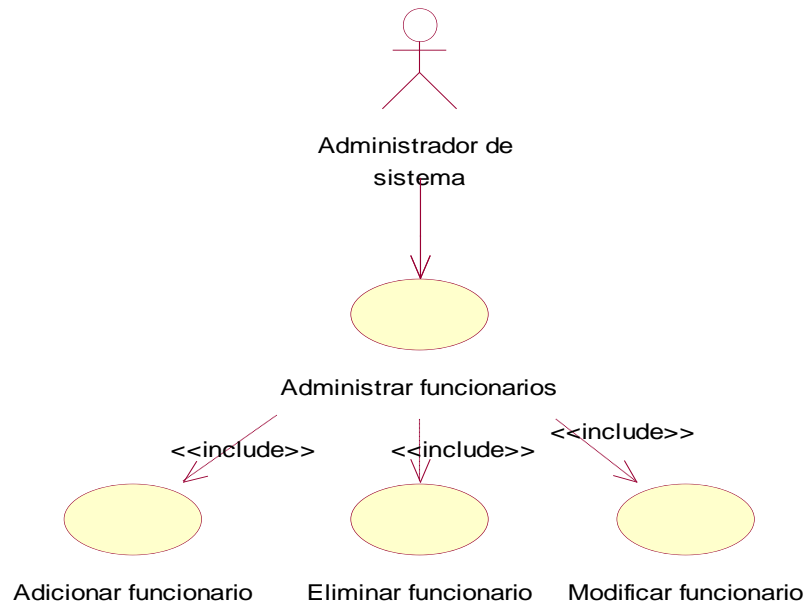 Administrador de
sistema
Administrar funcionarios
<<include>>
<<include>>
<<include>>
Adicionar funcionario
Eliminar funcionario
Modificar funcionario